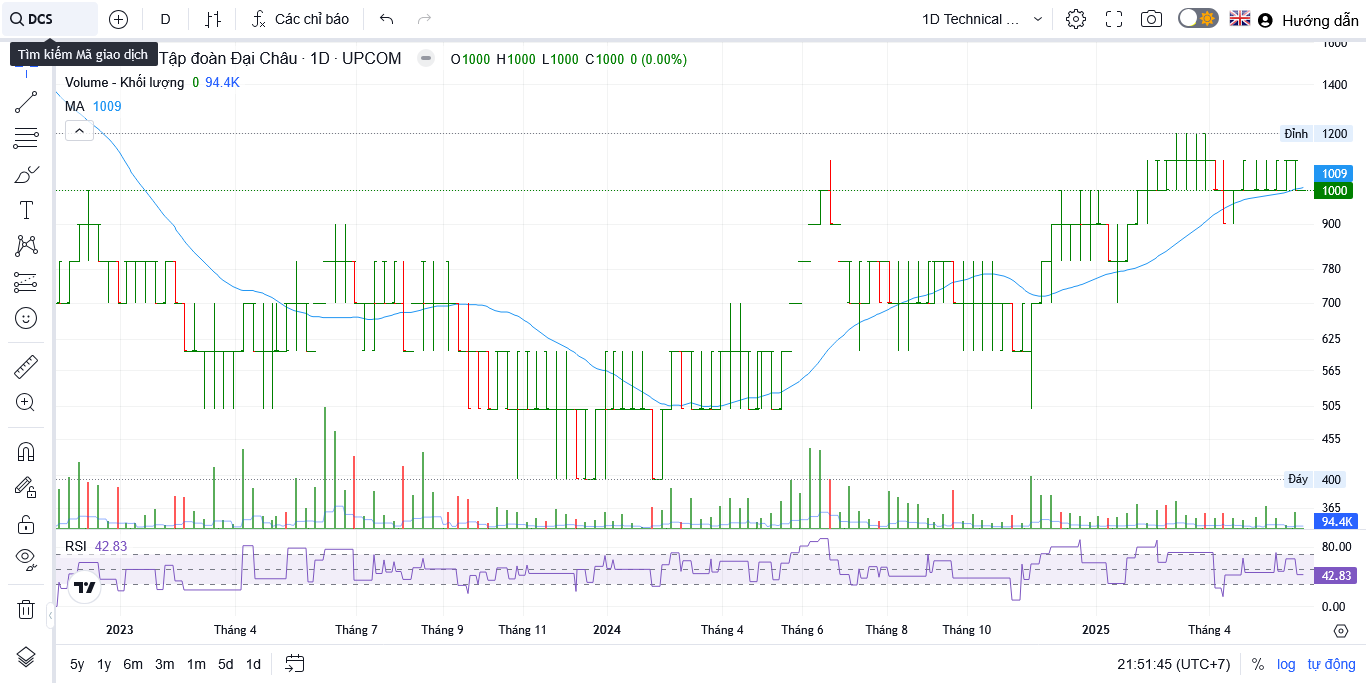 DCS
D
Các chỉ báo
1D Technical ...
Hướng dẫn
Tìm kiếm Mã giao dịch
Tập đoàn Đại Châu · 1D · UPCOM
O1000 H1000 L1000 C1000 0 (0.00%)
Volume - Khối lượng 0 94.4K
MA 1009
1600
1400
Đỉnh 1200
1009
1000
900
780
700
625
565
505
455
Đáy 400
365
94.4K
RSI 42.83
80.00
42.83
0.00
2023 Tháng 4 Tháng 7 Tháng 9 Tháng 11 2024 Tháng 4 Tháng 6 Tháng 8 Tháng 10 2025 Tháng 4
5y 1y 6m 3m 1m 5d 1d
21:51:45 (UTC+7) % log tự động